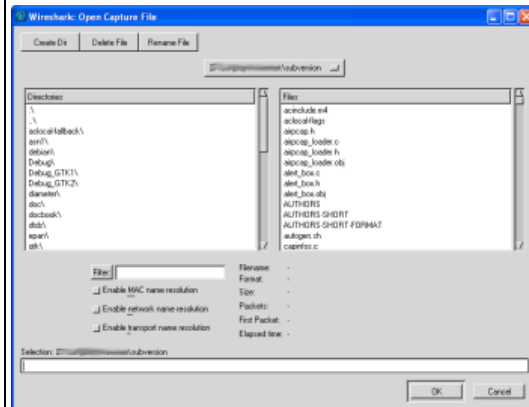 Wireshark: Open Capture File
Create Dir Delete File Rename File
\subversion
Directories
.\
..\
aclocal-fallback\
asn1\
debian\
Debug\
Debug_GTK1\
Debug_GTK2\
diameter\
doc\
docbook\
dtds\
epan\
gtk\
Files
acinclude.m4
aclocal-flags
airpcap.h
airpcap_loader.c
airpcap_loader.h
airpcap_loader.obj
alert_box.c
alert_box.h
alert_box.obj
AUTHORS
AUTHORS-SHORT
AUTHORS-SHORT-FORMAT
autogen.sh
capinfos.c
Filter:
Enable MAC name resolution
Enable network name resolution
Enable transport name resolution
Filename: -
Format: -
Size: -
Packets: -
First Packet: -
Elapsed time: -
Selection: \subversion
OK Cancel